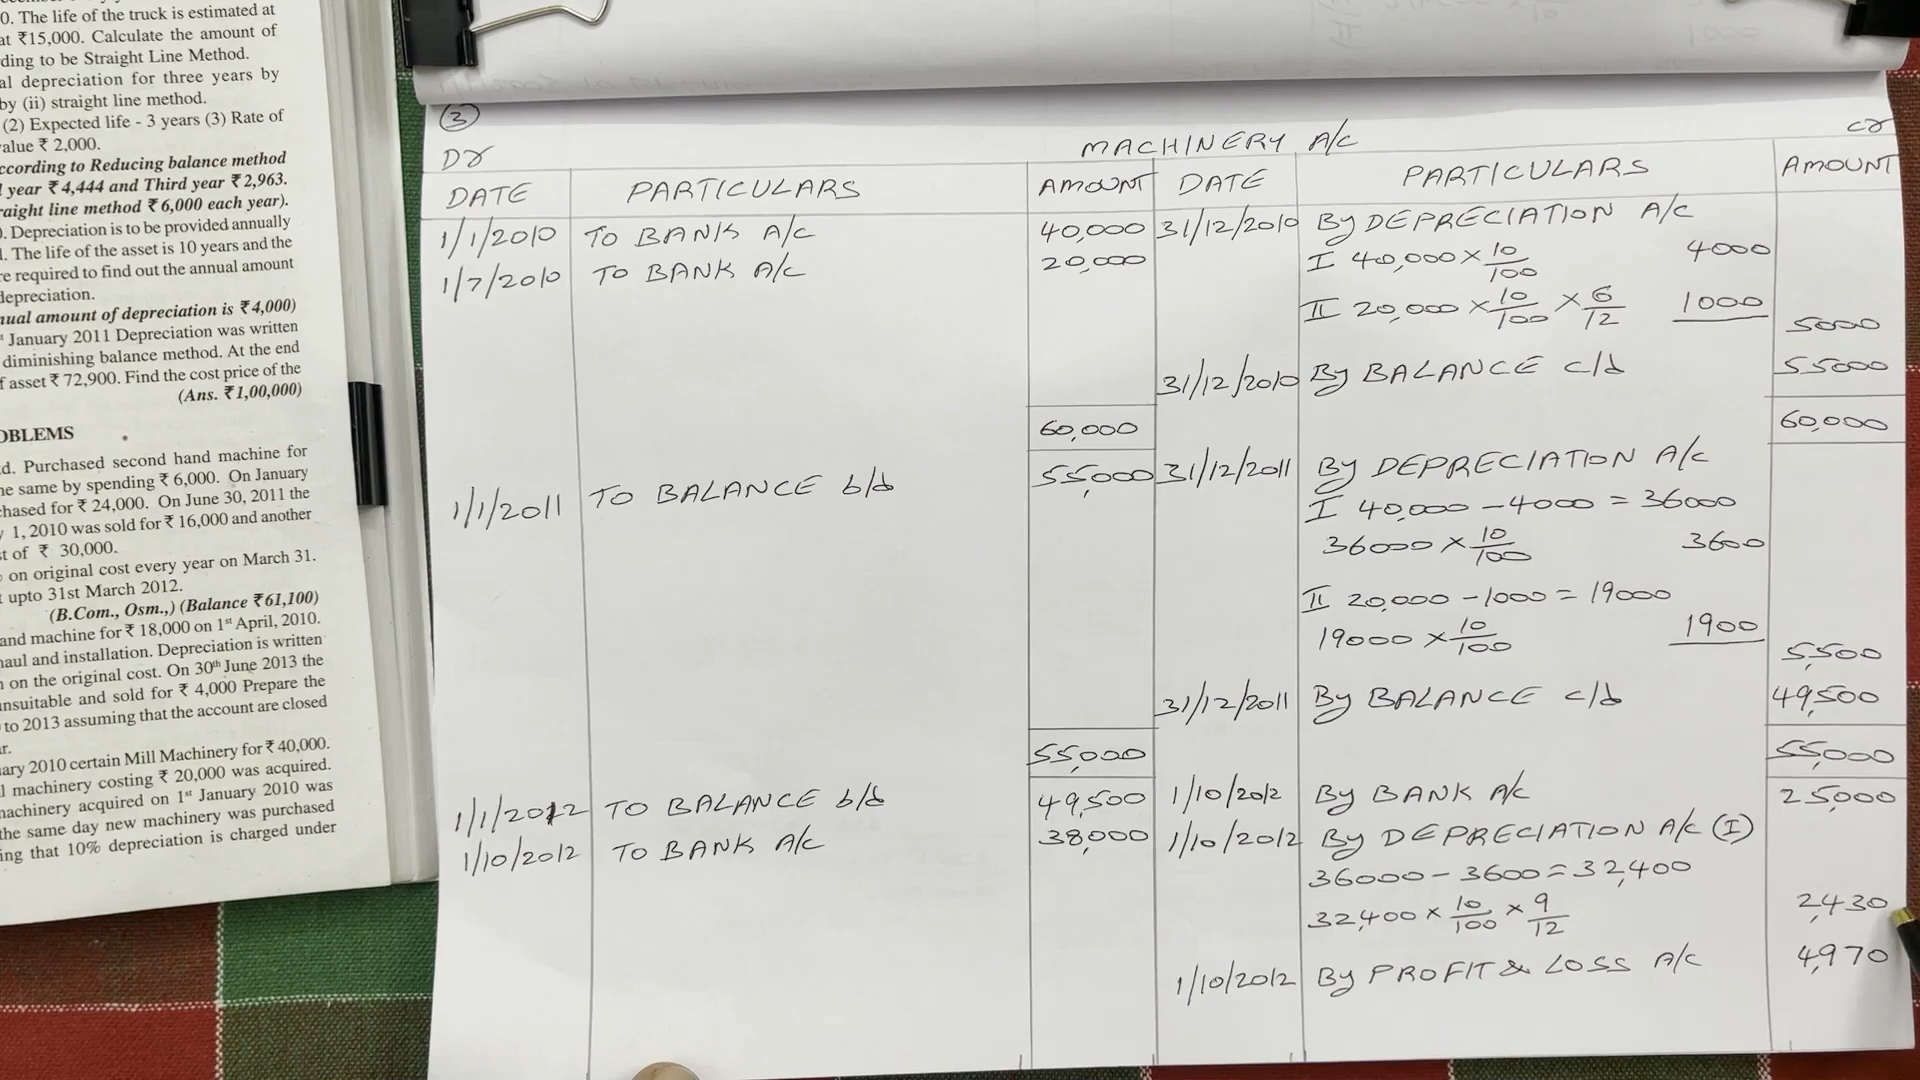 0. The life of the truck is estimated at
at ₹15,000. Calculate the amount of
ding to be Straight Line Method.
al depreciation for three years by
by (ii) straight line method.
(2) Expected life - 3 years (3) Rate of
value ₹ 2,000.
ccording to Reducing balance method
year ₹ 4,444 and Third year ₹ 2,963.
raight line method ₹ 6,000 each year).
0. Depreciation is to be provided annually
l. The life of the asset is 10 years and the
re required to find out the annual amount
depreciation.
nual amount of depreciation is ₹ 4,000)
st January 2011 Depreciation was written
diminishing balance method. At the end
f asset ₹ 72,900. Find the cost price of the
(Ans. ₹1,00,000)
OBLEMS
d. Purchased second hand machine for
he same by spending ₹ 6,000. On January
chased for ₹ 24,000. On June 30, 2011 the
y 1, 2010 was sold for ₹ 16,000 and another
st of ₹ 30,000.
on original cost every year on March 31.
t upto 31st March 2012.
(B.Com., Osm.,) (Balance ₹61,100)
and machine for ₹ 18,000 on 1st April, 2010.
haul and installation. Depreciation is written
on the original cost. On 30th June 2013 the
unsuitable and sold for ₹ 4,000 Prepare the
to 2013 assuming that the account are closed
ar.
ary 2010 certain Mill Machinery for ₹ 40,000.
l machinery costing ₹ 20,000 was acquired.
nachinery acquired on 1st January 2010 was
the same day new machinery was purchased
ing that 10% depreciation is charged under
3
Dr MACHINERY A/c Cr
DATE PARTICULARS AMOUNT DATE PARTICULARS AMOUNT
1/1/2010 TO BANK A/c 40,000 31/12/2010 By DEPRECIATION A/c
1/7/2010 TO BANK A/c 20,000 I 40,000 × 10/100 4000
II 20,000 × 10/100 × 6/12 1000 5000
31/12/2010 By BALANCE c/d 55000
60,000 60,000
1/1/2011 TO BALANCE b/d 55,000 31/12/2011 By DEPRECIATION A/c
I 40,000 - 4000 = 36000
36000 × 10/100 3600
II 20,000 - 1000 = 19000
19000 × 10/100 1900 5,500
31/12/2011 By BALANCE c/d 49,500
55,000 55,000
1/1/2012 TO BALANCE b/d 49,500 1/10/2012 By BANK A/c 25,000
1/10/2012 TO BANK A/c 38,000 1/10/2012 By DEPRECIATION A/c (I)
36000 - 3600 = 32,400
32,400 × 10/100 × 9/12 2,430
1/10/2012 By PROFIT & LOSS A/c 4,970